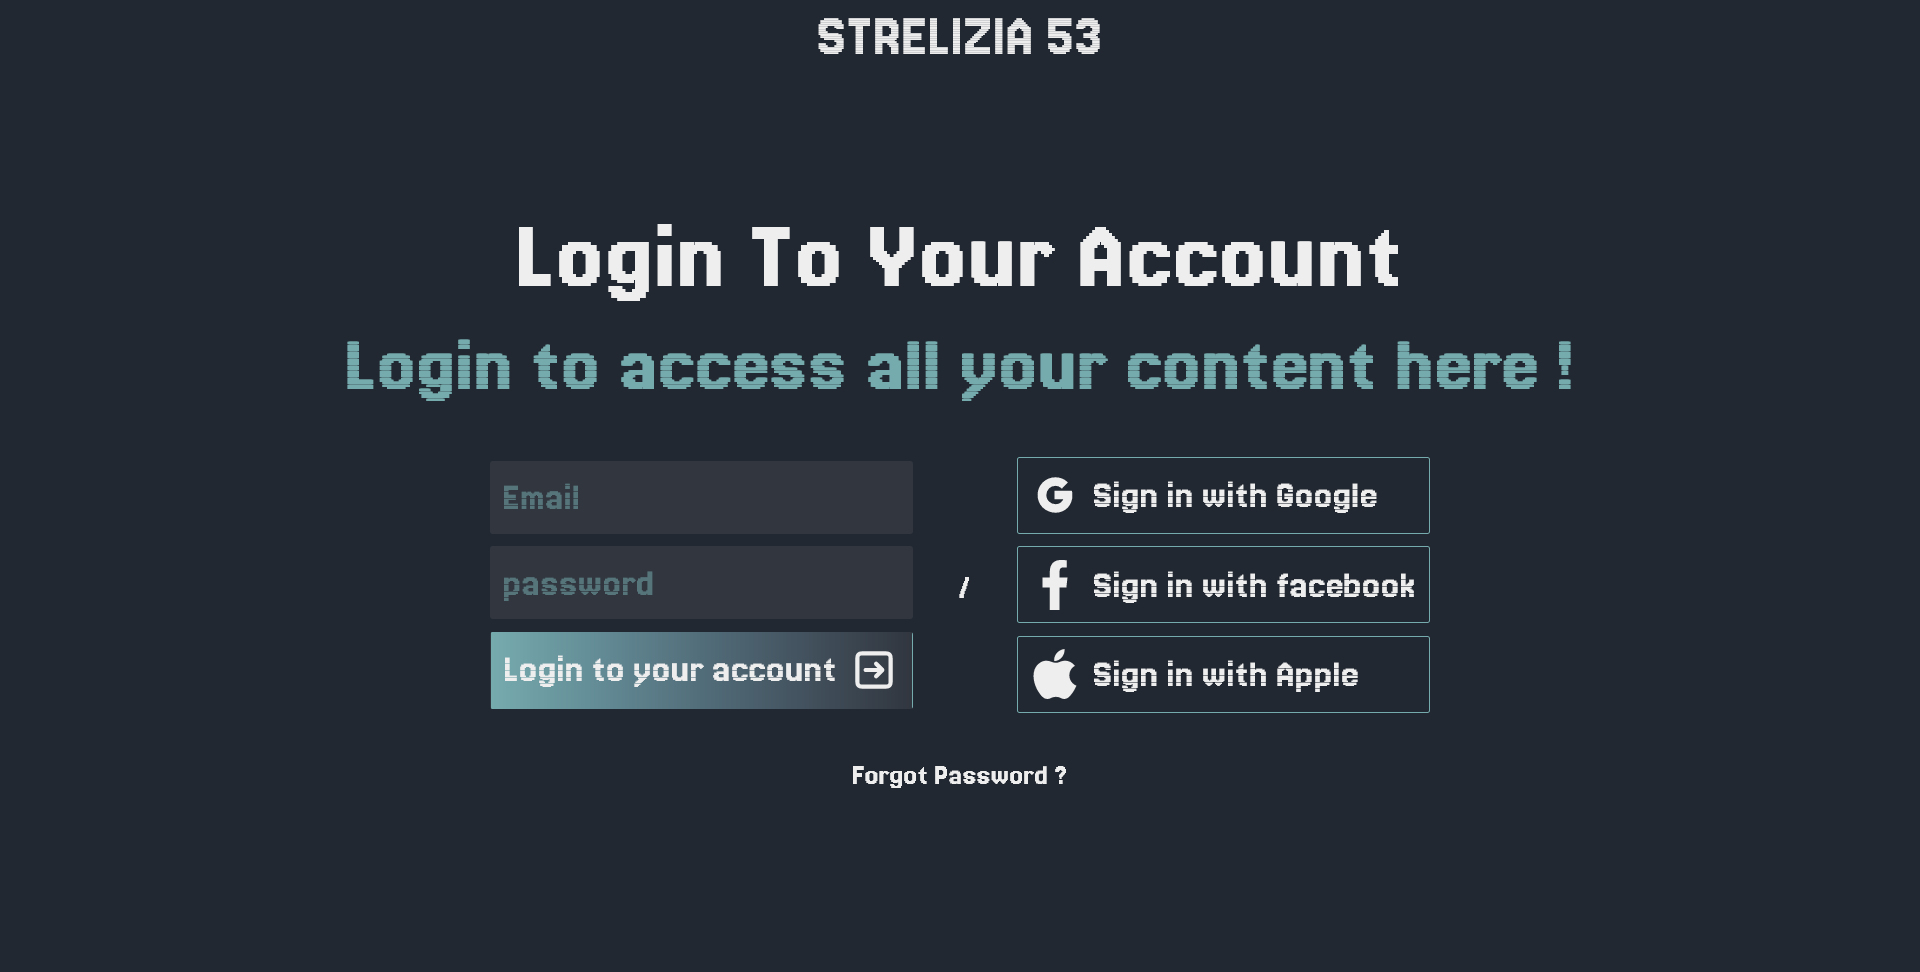 STRELIZIA 53
Login To Your Account
Login to access all your content here !
Email
password
Login to your account
/
Sign in with Google
Sign in with facebook
Sign in with Apple
Forgot Password ?